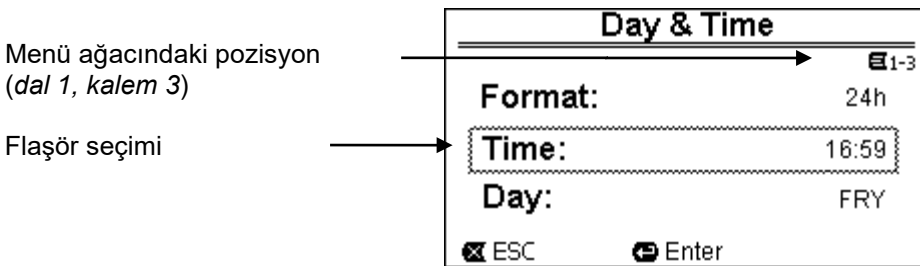 Day & Time
Menü ağacındaki pozisyon
(dal 1, kalem 3)
1-3
Format: 24h
Flaşör seçimi
Time: 16:59
Day: FRY
ESC Enter